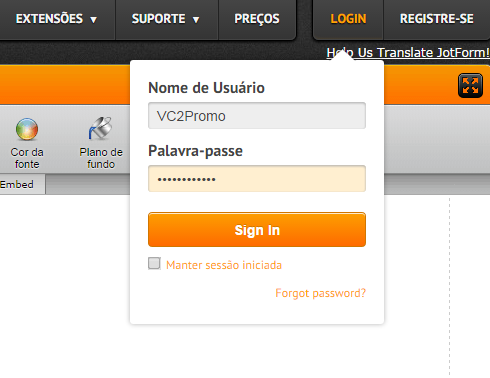 EXTENSÕES SUPORTE PREÇOS LOGIN REGISTRE-SE
Help Us Translate JotForm!
Nome de Usuário
VC2Promo
Cor da fonte
Plano de fundo
Palavra-passe
••••••••••••
Embed
Sign In
Manter sessão iniciada
Forgot password?